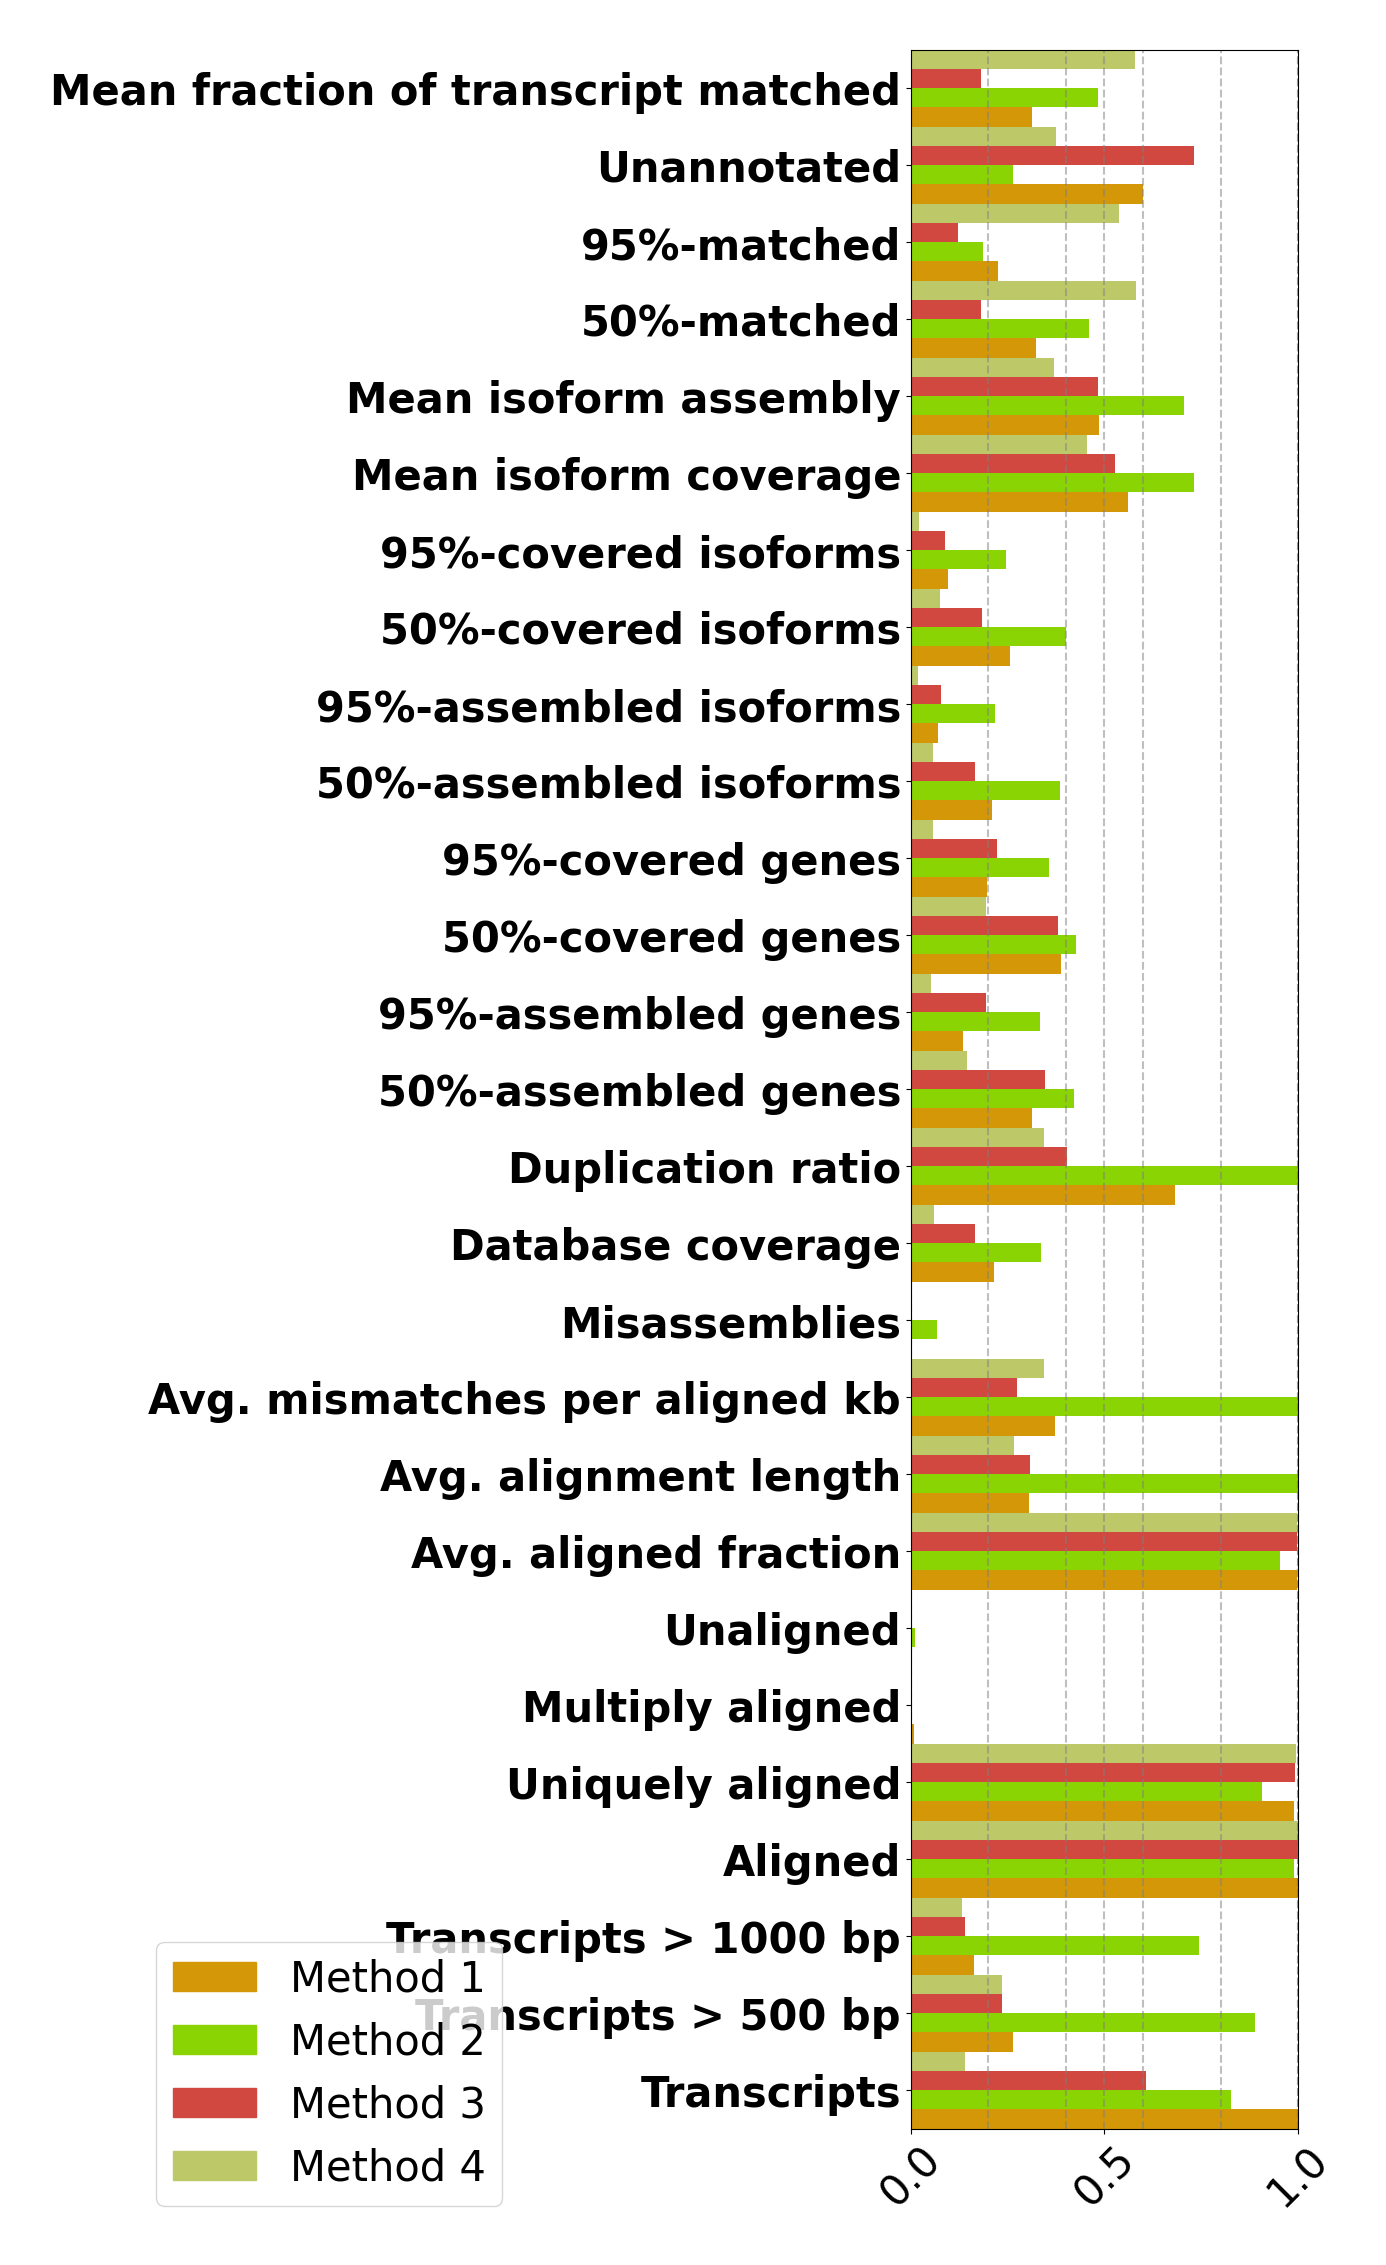 Mean fraction of transcript matched
Unannotated
95%-matched
50%-matched
Mean isoform assembly
Mean isoform coverage
95%-covered isoforms
50%-covered isoforms
95%-assembled isoforms
50%-assembled isoforms
95%-covered genes
50%-covered genes
95%-assembled genes
50%-assembled genes
Duplication ratio
Database coverage
Misassemblies
Avg. mismatches per aligned kb
Avg. alignment length
Avg. aligned fraction
Unaligned
Multiply aligned
Uniquely aligned
Aligned
Transcripts > 1000 bp
Transcripts > 500 bp
Transcripts
Method 1
Method 2
Method 3
Method 4
0.0
0.5
1.0